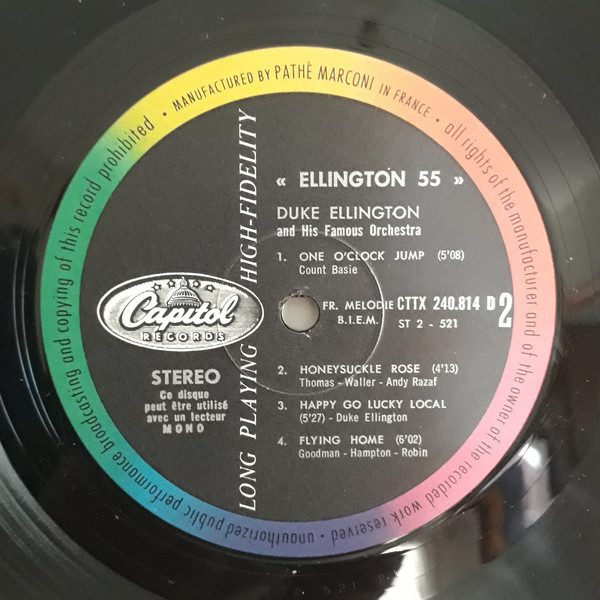 • MANUFACTURED BY PATHÉ MARCONI IN FRANCE • all rights of the manufacturer and of the owner of the recorded work reserved • unauthorized public performance broadcasting and copying of this record prohibited
LONG PLAYING HIGH-FIDELITY
« ELLINGTON 55 »
DUKE ELLINGTON
and His Famous Orchestra
1. ONE O'CLOCK JUMP (5'08)
Count Basie
Capitol
RECORDS
FR. MELODIE CTTX 240.814 D 2
B.I.E.M. ST 2 - 521
STEREO
Ce disque
peut être utilisé
avec un lecteur
MONO
2. HONEYSUCKLE ROSE (4'13)
Thomas - Waller - Andy Razaf
3. HAPPY GO LUCKY LOCAL
(5'27) - Duke Ellington
4. FLYING HOME (6'02)
Goodman - Hampton - Robin